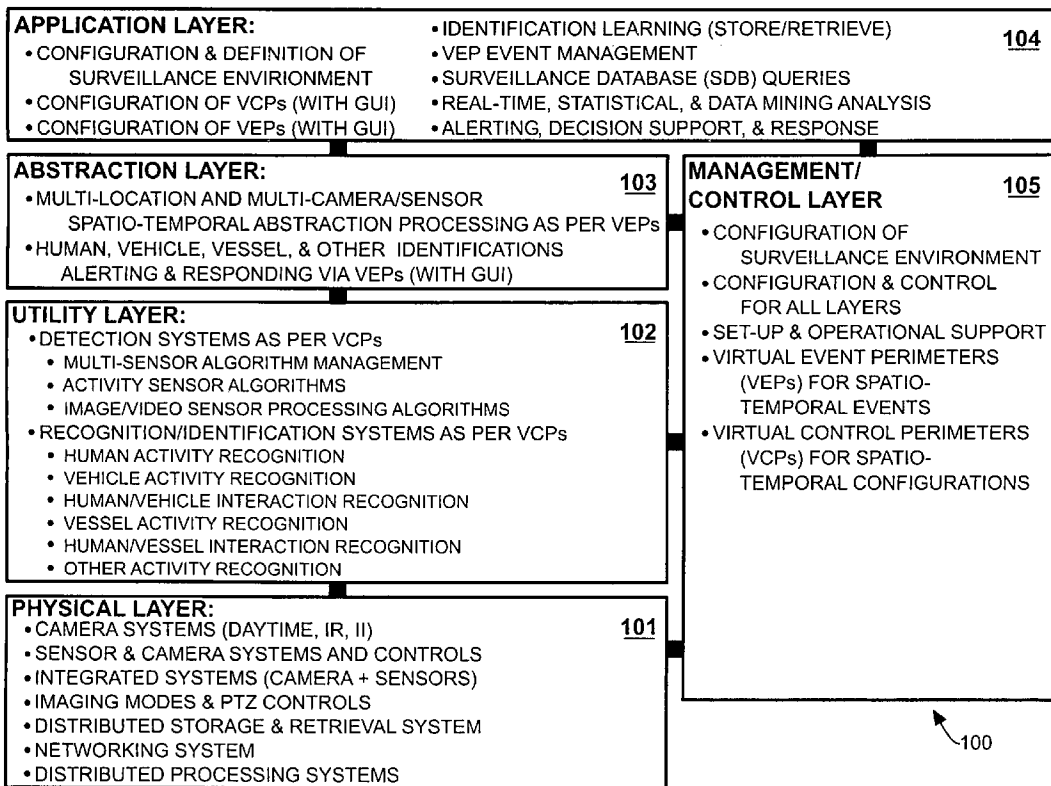 APPLICATION LAYER:
• CONFIGURATION & DEFINITION OF
SURVEILLANCE ENVIRIONMENT
• CONFIGURATION OF VCPs (WITH GUI)
• CONFIGURATION OF VEPs (WITH GUI)
• IDENTIFICATION LEARNING (STORE/RETRIEVE)
• VEP EVENT MANAGEMENT
• SURVEILLANCE DATABASE (SDB) QUERIES
• REAL-TIME, STATISTICAL, & DATA MINING ANALYSIS
• ALERTING, DECISION SUPPORT, & RESPONSE
104
ABSTRACTION LAYER:
103
• MULTI-LOCATION AND MULTI-CAMERA/SENSOR
SPATIO-TEMPORAL ABSTRACTION PROCESSING AS PER VEPs
• HUMAN, VEHICLE, VESSEL, & OTHER IDENTIFICATIONS
ALERTING & RESPONDING VIA VEPs (WITH GUI)
UTILITY LAYER:
102
• DETECTION SYSTEMS AS PER VCPs
• MULTI-SENSOR ALGORITHM MANAGEMENT
• ACTIVITY SENSOR ALGORITHMS
• IMAGE/VIDEO SENSOR PROCESSING ALGORITHMS
• RECOGNITION/IDENTIFICATION SYSTEMS AS PER VCPs
• HUMAN ACTIVITY RECOGNITION
• VEHICLE ACTIVITY RECOGNITION
• HUMAN/VEHICLE INTERACTION RECOGNITION
• VESSEL ACTIVITY RECOGNITION
• HUMAN/VESSEL INTERACTION RECOGNITION
• OTHER ACTIVITY RECOGNITION
PHYSICAL LAYER:
101
• CAMERA SYSTEMS (DAYTIME, IR, II)
• SENSOR & CAMERA SYSTEMS AND CONTROLS
• INTEGRATED SYSTEMS (CAMERA + SENSORS)
• IMAGING MODES & PTZ CONTROLS
• DISTRIBUTED STORAGE & RETRIEVAL SYSTEM
• NETWORKING SYSTEM
• DISTRIBUTED PROCESSING SYSTEMS
MANAGEMENT/
CONTROL LAYER
105
• CONFIGURATION OF
SURVEILLANCE ENVIRONMENT
• CONFIGURATION & CONTROL
FOR ALL LAYERS
• SET-UP & OPERATIONAL SUPPORT
• VIRTUAL EVENT PERIMETERS
(VEPs) FOR SPATIO-
TEMPORAL EVENTS
• VIRTUAL CONTROL PERIMETERS
(VCPs) FOR SPATIO-
TEMPORAL CONFIGURATIONS
100